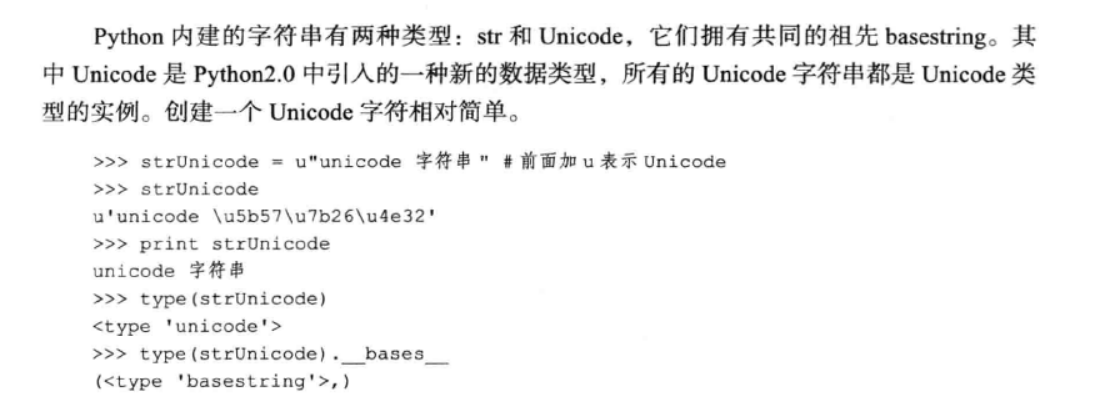 Python 内建的字符串有两种类型：str 和 Unicode，它们拥有共同的祖先 basestring。其
中 Unicode 是 Python2.0 中引入的一种新的数据类型，所有的 Unicode 字符串都是 Unicode 类
型的实例。创建一个 Unicode 字符相对简单。
>>> strUnicode = u"unicode 字符串" # 前面加 u 表示 Unicode
>>> strUnicode
u'unicode \u5b57\u7b26\u4e32'
>>> print strUnicode
unicode 字符串
>>> type(strUnicode)
<type 'unicode'>
>>> type(strUnicode).__bases__
(<type 'basestring'>,)